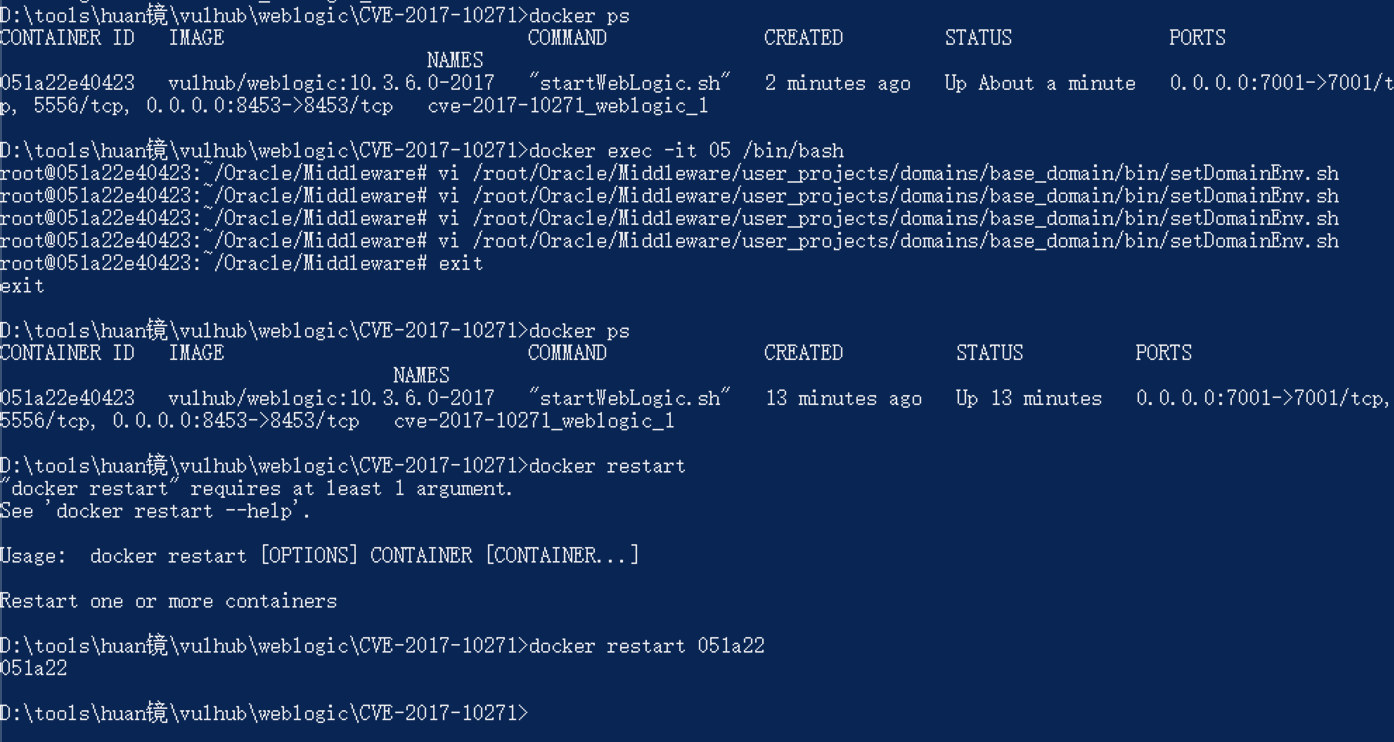 D:\tools\huan镜\vulhub\weblogic\CVE-2017-10271>docker ps
CONTAINER ID   IMAGE                           COMMAND              CREATED         STATUS              PORTS
NAMES
051a22e40423   vulhub/weblogic:10.3.6.0-2017   "startWebLogic.sh"   2 minutes ago   Up About a minute   0.0.0.0:7001->7001/t
p, 5556/tcp, 0.0.0.0:8453->8453/tcp   cve-2017-10271_weblogic_1
D:\tools\huan镜\vulhub\weblogic\CVE-2017-10271>docker exec -it 05 /bin/bash
root@051a22e40423:~/Oracle/Middleware# vi /root/Oracle/Middleware/user_projects/domains/base_domain/bin/setDomainEnv.sh
root@051a22e40423:~/Oracle/Middleware# vi /root/Oracle/Middleware/user_projects/domains/base_domain/bin/setDomainEnv.sh
root@051a22e40423:~/Oracle/Middleware# vi /root/Oracle/Middleware/user_projects/domains/base_domain/bin/setDomainEnv.sh
root@051a22e40423:~/Oracle/Middleware# vi /root/Oracle/Middleware/user_projects/domains/base_domain/bin/setDomainEnv.sh
root@051a22e40423:~/Oracle/Middleware# exit
exit
D:\tools\huan镜\vulhub\weblogic\CVE-2017-10271>docker ps
CONTAINER ID   IMAGE                           COMMAND              CREATED          STATUS          PORTS
NAMES
051a22e40423   vulhub/weblogic:10.3.6.0-2017   "startWebLogic.sh"   13 minutes ago   Up 13 minutes   0.0.0.0:7001->7001/tcp,
5556/tcp, 0.0.0.0:8453->8453/tcp   cve-2017-10271_weblogic_1
D:\tools\huan镜\vulhub\weblogic\CVE-2017-10271>docker restart
"docker restart" requires at least 1 argument.
See 'docker restart --help'.
Usage:  docker restart [OPTIONS] CONTAINER [CONTAINER...]
Restart one or more containers
D:\tools\huan镜\vulhub\weblogic\CVE-2017-10271>docker restart 051a22
051a22
D:\tools\huan镜\vulhub\weblogic\CVE-2017-10271>